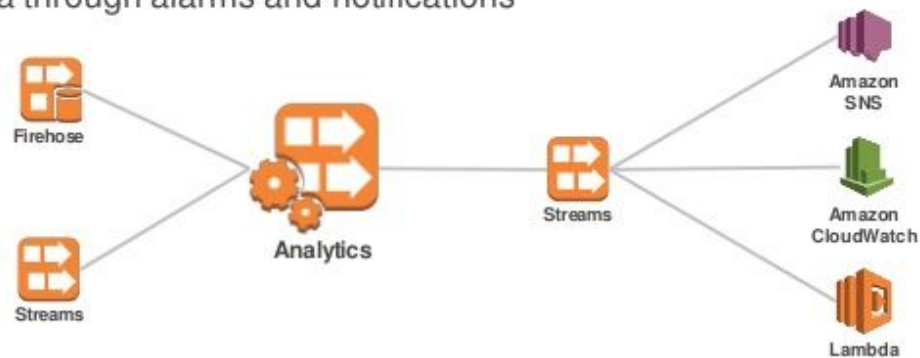 a through alarms and notifications
Firehose
Streams
Analytics
Streams
Amazon
SNS
Amazon
CloudWatch
Lambda